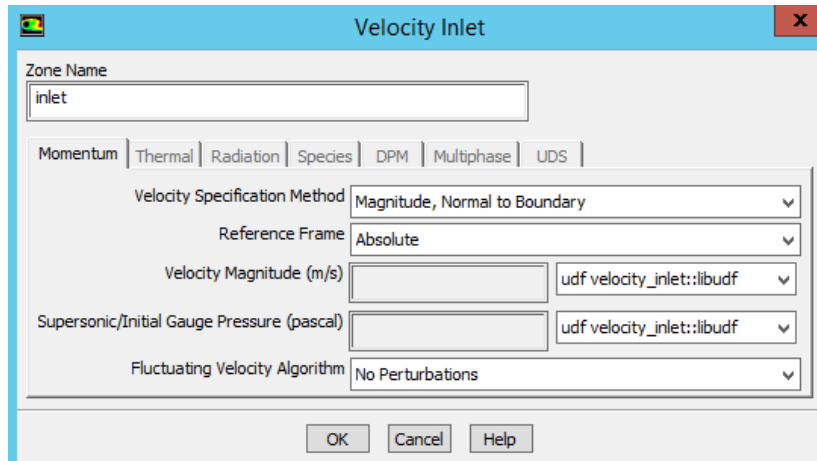 Velocity Inlet
x
Zone Name
inlet
Momentum Thermal Radiation Species DPM Multiphase UDS
Velocity Specification Method Magnitude, Normal to Boundary
Reference Frame Absolute
Velocity Magnitude (m/s) udf velocity_inlet::libudf
Supersonic/Initial Gauge Pressure (pascal) udf velocity_inlet::libudf
Fluctuating Velocity Algorithm No Perturbations
OK Cancel Help